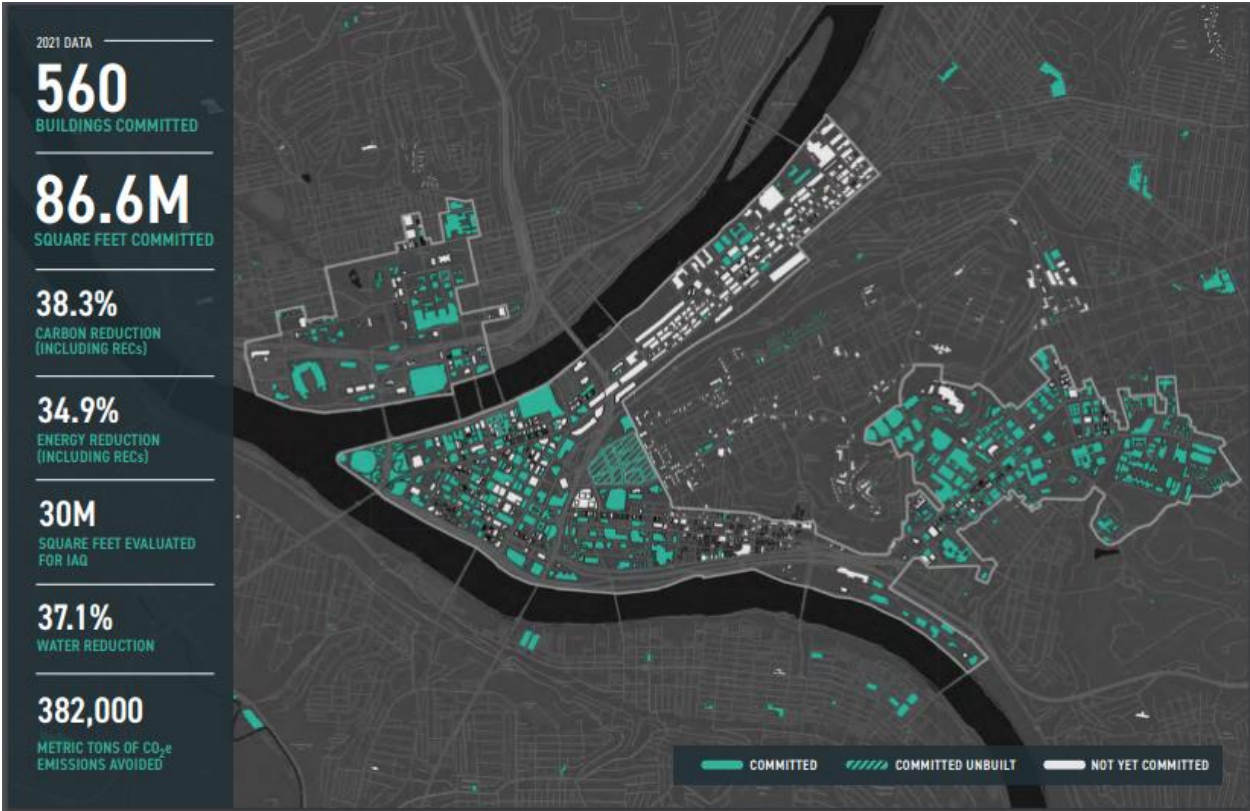 2021 DATA
560
BUILDINGS COMMITTED
86.6M
SQUARE FEET COMMITTED
38.3%
CARBON REDUCTION
(INCLUDING RECs)
34.9%
ENERGY REDUCTION
(INCLUDING RECs)
30M
SQUARE FEET EVALUATED
FOR IAQ
37.1%
WATER REDUCTION
382,000
METRIC TONS OF CO₂e
EMISSIONS AVOIDED
COMMITTED
COMMITTED UNBUILT
NOT YET COMMITTED